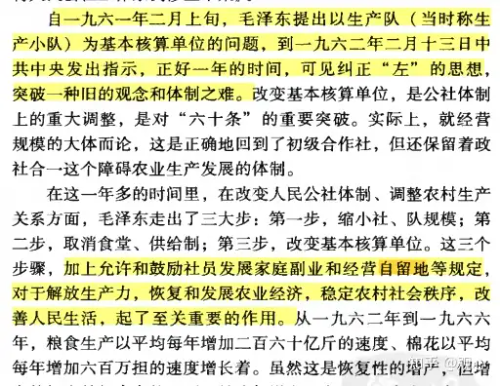 自一九六一年二月上旬，毛泽东提出以生产队（当时称生
产小队）为基本核算单位的问题，到一九六二年二月十三日中
共中央发出指示，正好一年的时间，可见纠正“左”的思想，
突破一种旧的观念和体制之难。改变基本核算单位，是公社体制
上的重大调整，是对“六十条”的重要突破。实际上，就经营
规模的大体而论，这是正确地回到了初级合作社，但还保留着政
社合一这个障碍农业生产发展的体制。
在这一年多的时间里，在改变人民公社体制、调整农村生产
关系方面，毛泽东走出了三大步：第一步，缩小社、队规模；第
二步，取消食堂、供给制；第三步，改变基本核算单位。这三个
步骤，加上允许和鼓励社员发展家庭副业和经营自留地等规定，
对于解放生产力，恢复和发展农业经济，稳定农村社会秩序，改
善人民生活，起了至关重要的作用。从一九六二年到一九六六
年，粮食生产以平均每年增加二百六十亿斤的速度、棉花以平均
每年增加六百万担的速度增长着。虽然这是恢复性的增产，但增
知乎